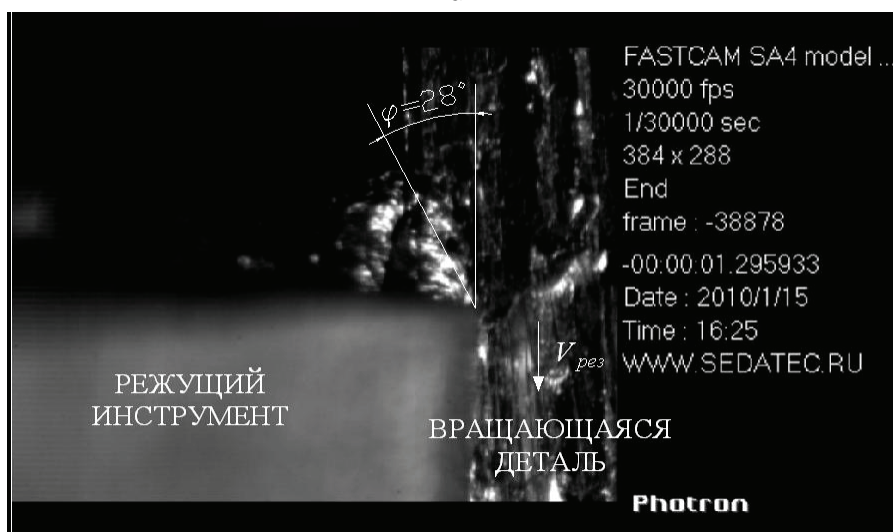 FASTCAM SA4 model ...
30000 fps
1/30000 sec
384 x 288
End
frame : -38878
-00:00:01.295933
Date : 2010/1/15
Time : 16:25
WWW.SEDATEC.RU
φ=28°
V рез
РЕЖУЩИЙ
ИНСТРУМЕНТ
ВРАЩАЮЩАЯСЯ
ДЕТАЛЬ
Photron